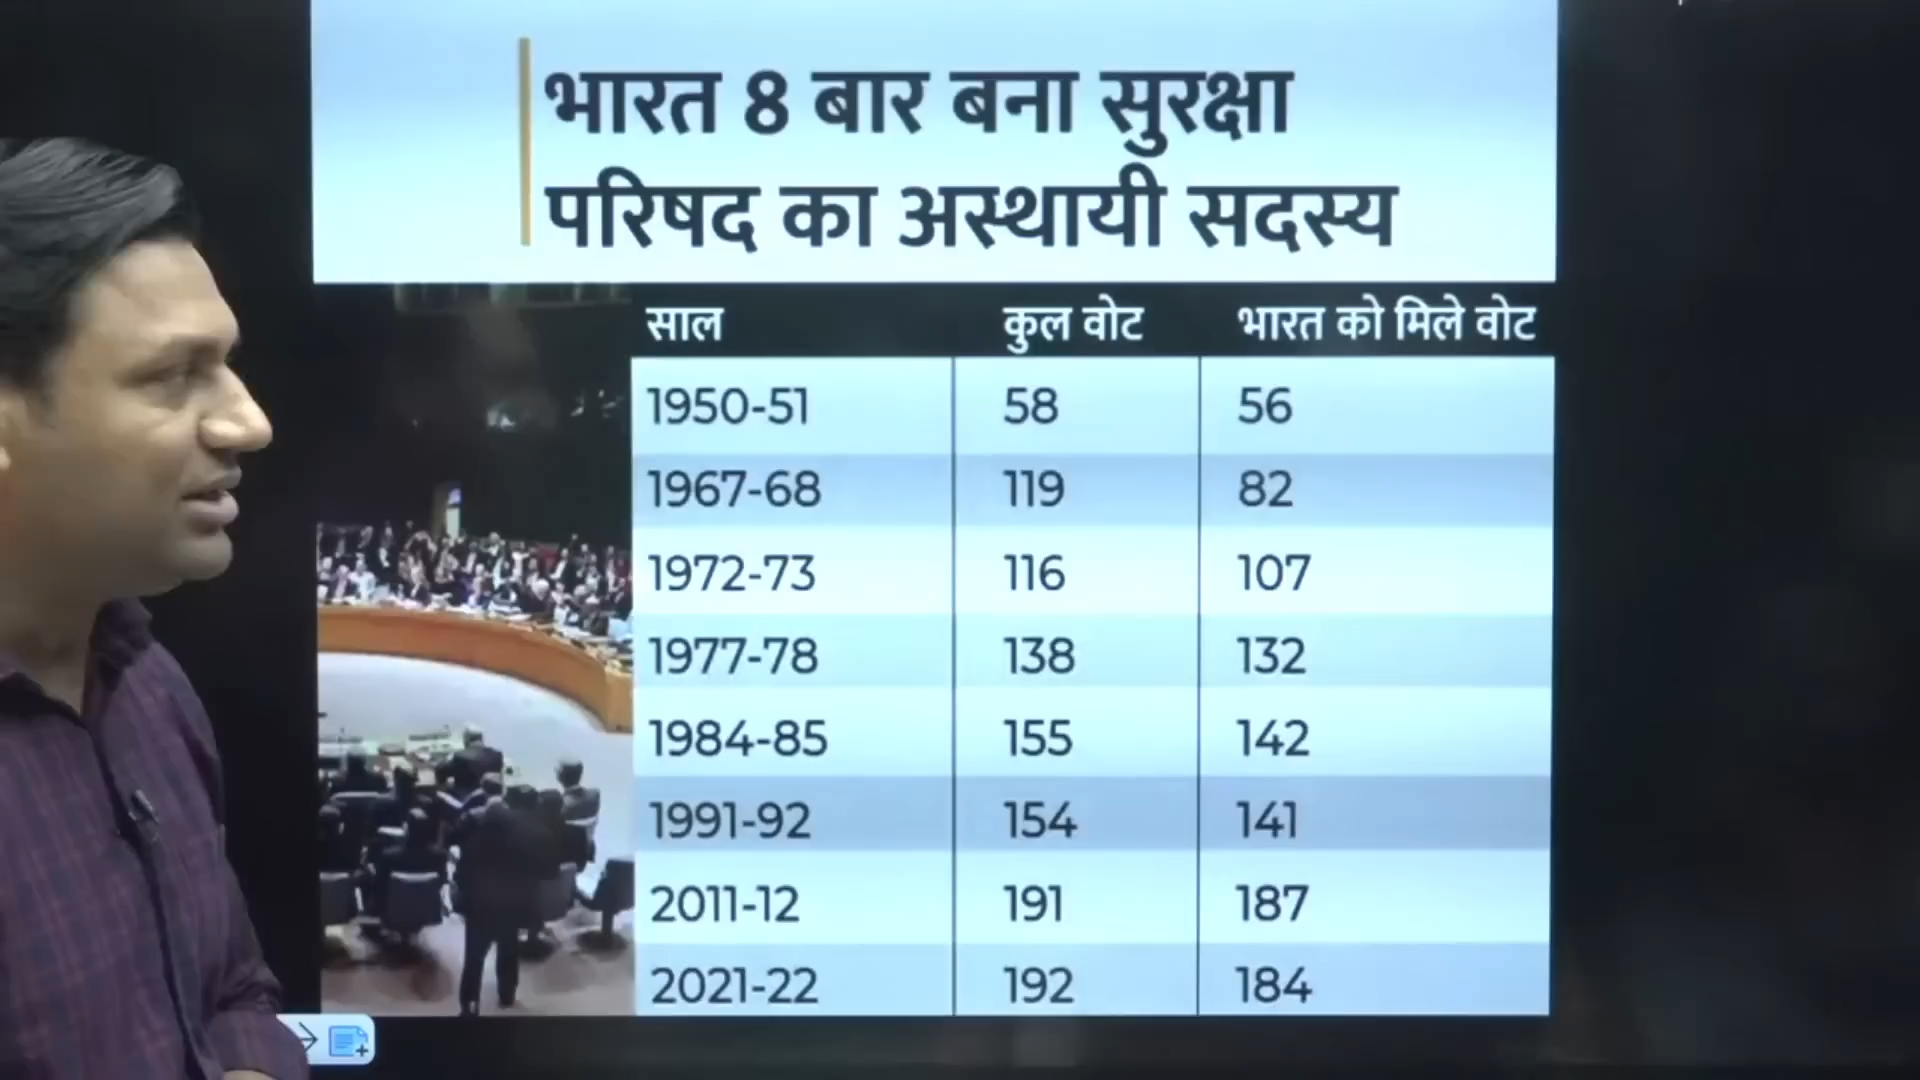 भारत 8 बार बना सुरक्षा
परिषद का अस्थायी सदस्य
साल कुल वोट भारत को मिले वोट
1950-51 58 56
1967-68 119 82
1972-73 116 107
1977-78 138 132
1984-85 155 142
1991-92 154 141
2011-12 191 187
2021-22 192 184